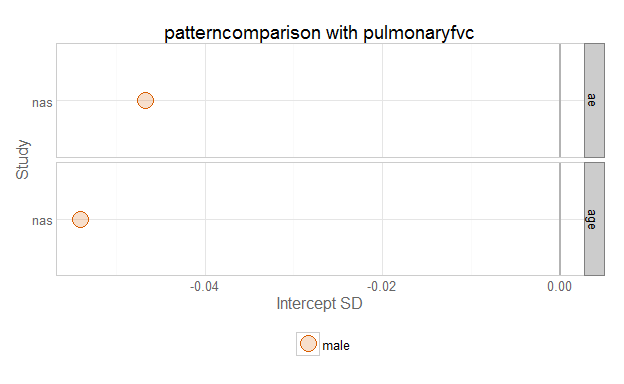 patterncomparison with pulmonaryfvc
Study
nas
ae
nas
age
-0.04
-0.02
0.00
Intercept SD
male